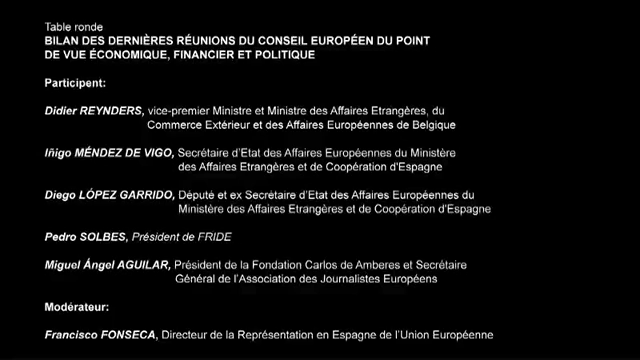 Table ronde
BILAN DES DERNIÈRES RÉUNIONS DU CONSEIL EUROPÉEN DU POINT
DE VUE ÉCONOMIQUE, FINANCIER ET POLITIQUE
Participent:
Didier REYNDERS, vice-premier Ministre et Ministre des Affaires Etrangères, du
Commerce Extérieur et des Affaires Européennes de Belgique
Iñigo MÉNDEZ DE VIGO, Secrétaire d'Etat des Affaires Européennes du Ministère
des Affaires Etrangères et de Coopération d'Espagne
Diego LÓPEZ GARRIDO, Député et ex Secrétaire d'Etat des Affaires Européennes du
Ministère des Affaires Etrangères et de Coopération d'Espagne
Pedro SOLBES, Président de FRIDE
Miguel Ángel AGUILAR, Président de la Fondation Carlos de Amberes et Secrétaire
Général de l'Association des Journalistes Européens
Modérateur:
Francisco FONSECA, Directeur de la Représentation en Espagne de l'Union Européenne